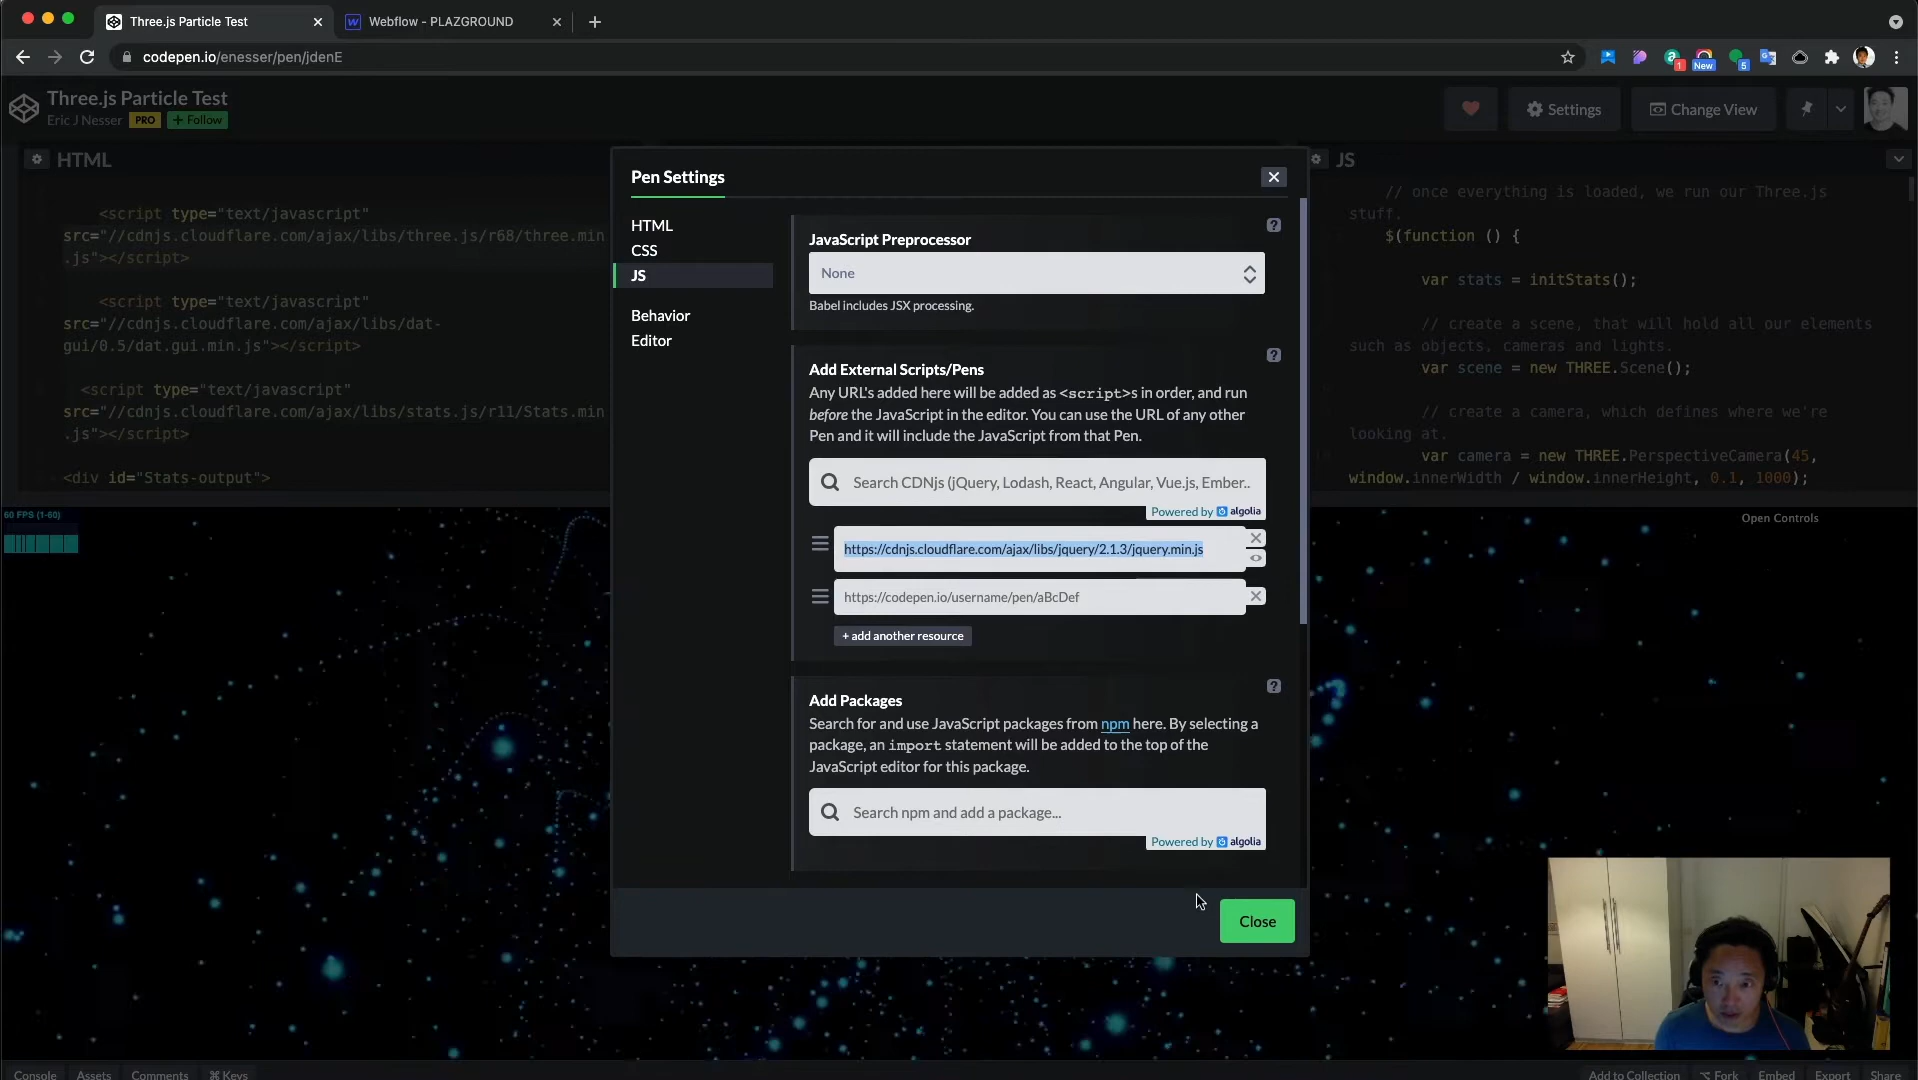 Three.js Particle Test
Webflow - PLAZGROUND
codepen.io/enesser/pen/jdenE
1
New
5
Three.js Particle Test
Eric J Nesser PRO + Follow
Settings
Change View
HTML
<script type="text/javascript"
src="//cdnjs.cloudflare.com/ajax/libs/three.js/r68/three.min
.js"></script>
<script type="text/javascript"
src="//cdnjs.cloudflare.com/ajax/libs/dat-
gui/0.5/dat.gui.min.js"></script>
<script type="text/javascript"
src="//cdnjs.cloudflare.com/ajax/libs/stats.js/r11/Stats.min
.js"></script>
<div id="Stats-output">
Pen Settings
HTML
CSS
JS
Behavior
Editor
JavaScript Preprocessor
None
Babel includes JSX processing.
Add External Scripts/Pens
Any URL's added here will be added as <script>s in order, and run
before the JavaScript in the editor. You can use the URL of any other
Pen and it will include the JavaScript from that Pen.
Search CDNjs (jQuery, Lodash, React, Angular, Vue.js, Ember..
Powered by algolia
https://cdnjs.cloudflare.com/ajax/libs/jquery/2.1.3/jquery.min.js
https://codepen.io/username/pen/aBcDef
+ add another resource
Add Packages
Search for and use JavaScript packages from npm here. By selecting a
package, an import statement will be added to the top of the
JavaScript editor for this package.
Search npm and add a package...
Powered by algolia
Close
JS
// once everything is loaded, we run our Three.js
stuff.
$(function () {
var stats = initStats();
// create a scene, that will hold all our elements
such as objects, cameras and lights.
var scene = new THREE.Scene();
// create a camera, which defines where we're
looking at.
var camera = new THREE.PerspectiveCamera(45,
window.innerWidth / window.innerHeight, 0.1, 1000);
60 FPS (1-60)
Open Controls
Console
Assets
Comments
⌘ Keys
Add to Collection
⌥ Fork
Embed
Export
Share